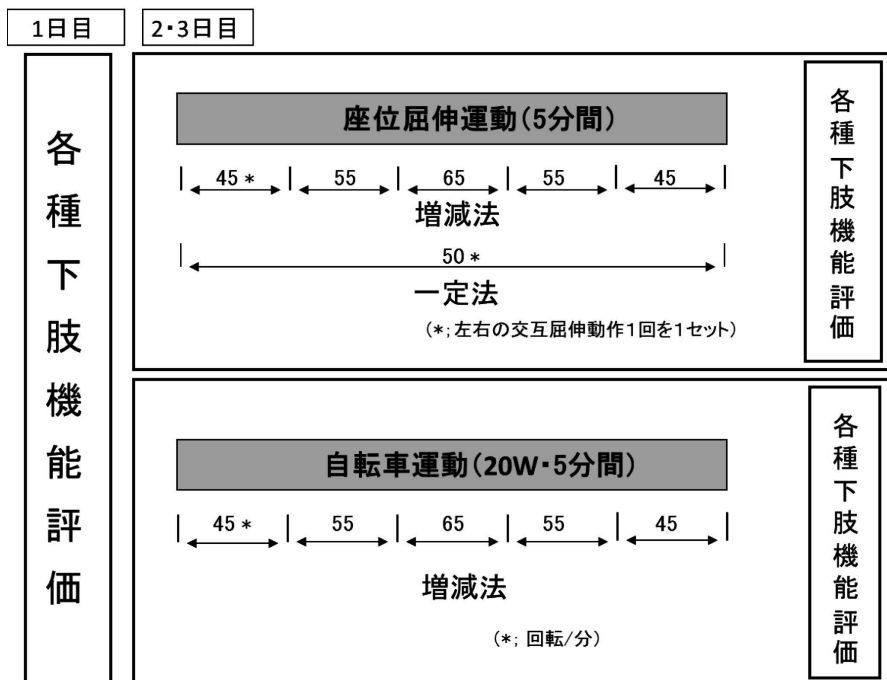 1日目
2・3日目
各種下肢機能評価
座位屈伸運動(5分間)
45* 55 65 55 45
増減法
50*
一定法
(*;左右の交互屈伸動作1回を1セット)
各種下肢機能評価
自転車運動(20W・5分間)
45* 55 65 55 45
増減法
(*; 回転/分)
各種下肢機能評価